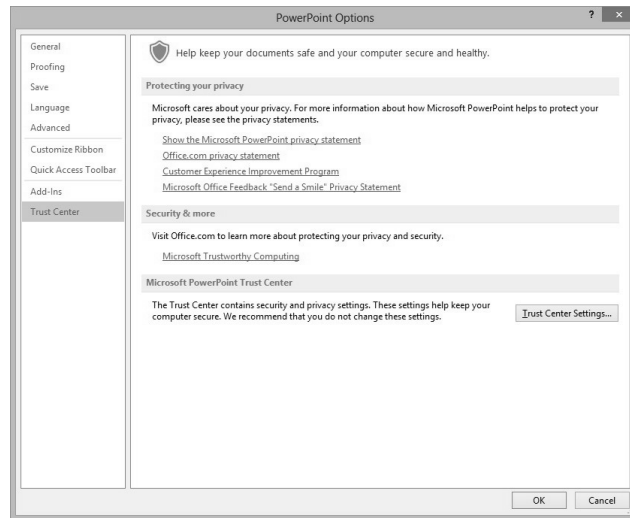 PowerPoint Options
?
×
General
Proofing
Save
Language
Advanced
Customize Ribbon
Quick Access Toolbar
Add-Ins
Trust Center
Help keep your documents safe and your computer secure and healthy.
Protecting your privacy
Microsoft cares about your privacy. For more information about how Microsoft PowerPoint helps to protect your
privacy, please see the privacy statements.
Show the Microsoft PowerPoint privacy statement
Office.com privacy statement
Customer Experience Improvement Program
Microsoft Office Feedback "Send a Smile" Privacy Statement
Security & more
Visit Office.com to learn more about protecting your privacy and security.
Microsoft Trustworthy Computing
Microsoft PowerPoint Trust Center
The Trust Center contains security and privacy settings. These settings help keep your
computer secure. We recommend that you do not change these settings.
Trust Center Settings...
OK
Cancel